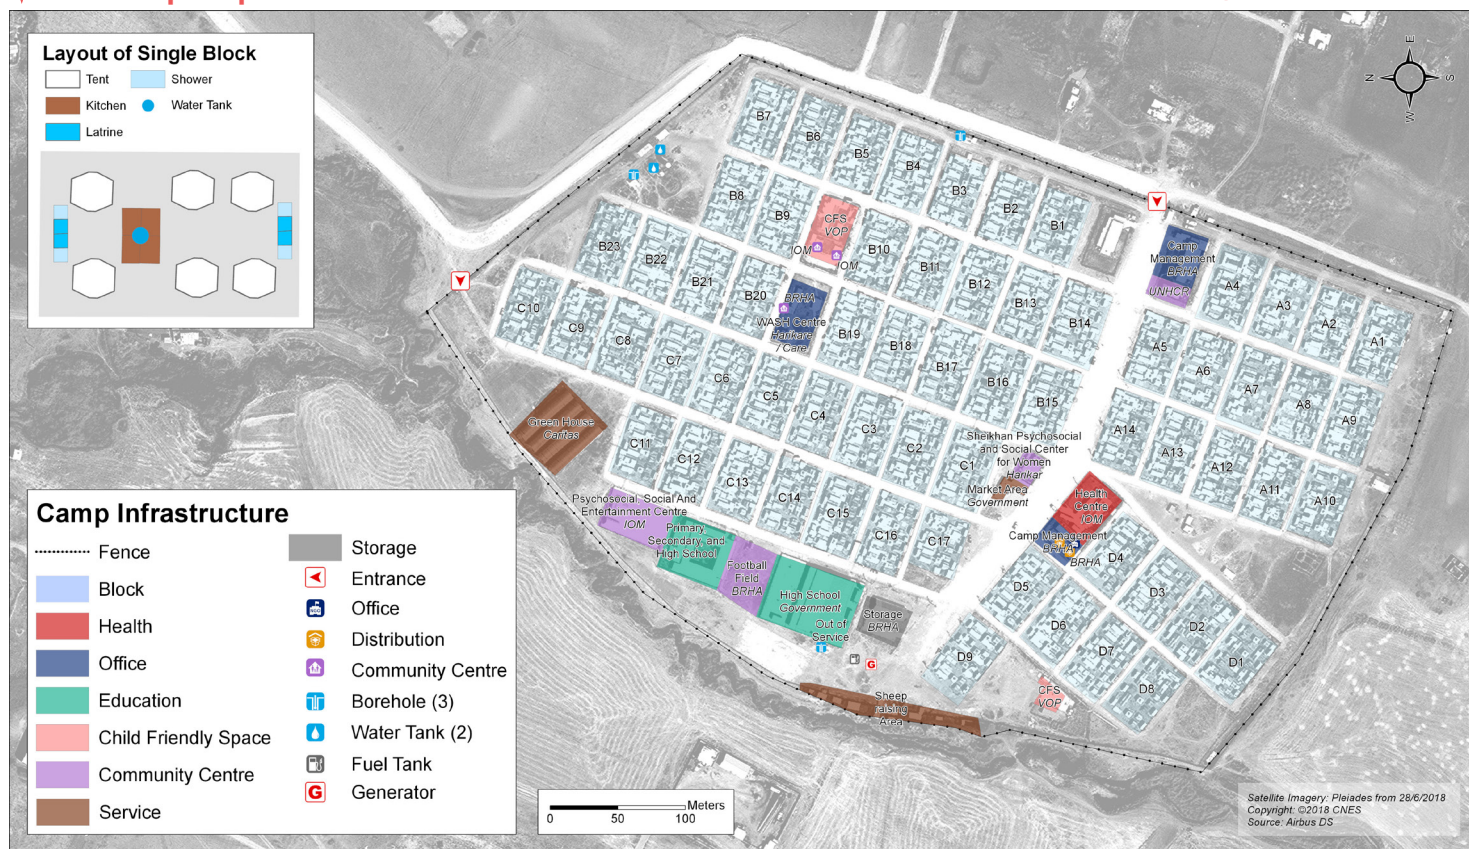 Layout of Single Block
Tent
Shower
Kitchen
Water Tank
Latrine
E
N
S
W
B7
B6
B5
B4
B3
B2
B1
B8
B9
CFS
VOP
IOM
IOM
B10
B11
B12
B13
B14
B23
B22
B21
B20
BRHA
WASH Centre
Harikare
/ Care
B19
B18
B17
B16
B15
Camp
Management
BRHA
UNHCR
A4
A3
A2
A1
A5
A6
A7
A8
A9
A14
A13
A12
A11
A10
C10
C9
C8
C7
C6
C5
C4
C3
C2
C1
Green House
Caritas
C11
C12
C13
C14
C15
C16
C17
Sheikhan Psychosocial
and Social Center
for Women
Harikar
Market Area
Government
Health
Centre
IOM
Camp Management
BRHA
BRHA
Psychosocial, Social And
Entertainment Centre
IOM
Primary,
Secondary, and
High School
Football
Field
BRHA
High School
Government
Out of
Service
Storage
BRHA
G
D4
D5
D3
D6
D2
D7
D1
D9
D8
CFS
VOP
Sheep
raising
Area
Camp Infrastructure
Fence
Block
Health
Office
Education
Child Friendly Space
Community Centre
Service
Storage
Entrance
NGO
Office
Distribution
Community Centre
Borehole (3)
Water Tank (2)
Fuel Tank
G
Generator
Meters
0
50
100
Satellite Imagery: Pleiades from 28/6/2018
Copyright: ©2018 CNES
Source: Airbus DS